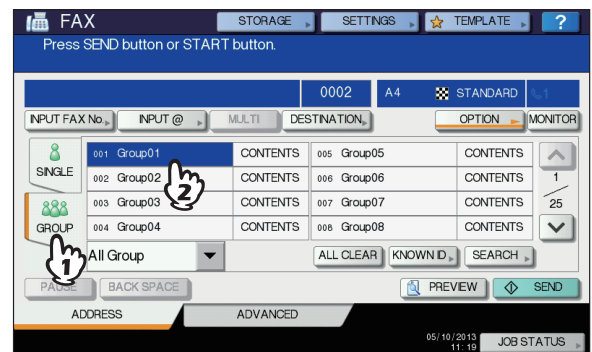 FAX STORAGE SETTINGS TEMPLATE ?
Press SEND button or START button.
0002 A4 STANDARD 1
INPUT FAX No. INPUT @ MULTI DESTINATION OPTION MONITOR
SINGLE
GROUP
001 Group01 CONTENTS 005 Group05 CONTENTS
002 Group02 CONTENTS 006 Group06 CONTENTS
003 Group03 CONTENTS 007 Group07 CONTENTS
004 Group04 CONTENTS 008 Group08 CONTENTS
1
25
2
1
All Group ALL CLEAR KNOWN ID SEARCH
PAUSE BACK SPACE PREVIEW SEND
ADDRESS ADVANCED
05/10/2013
11:19 JOB STATUS